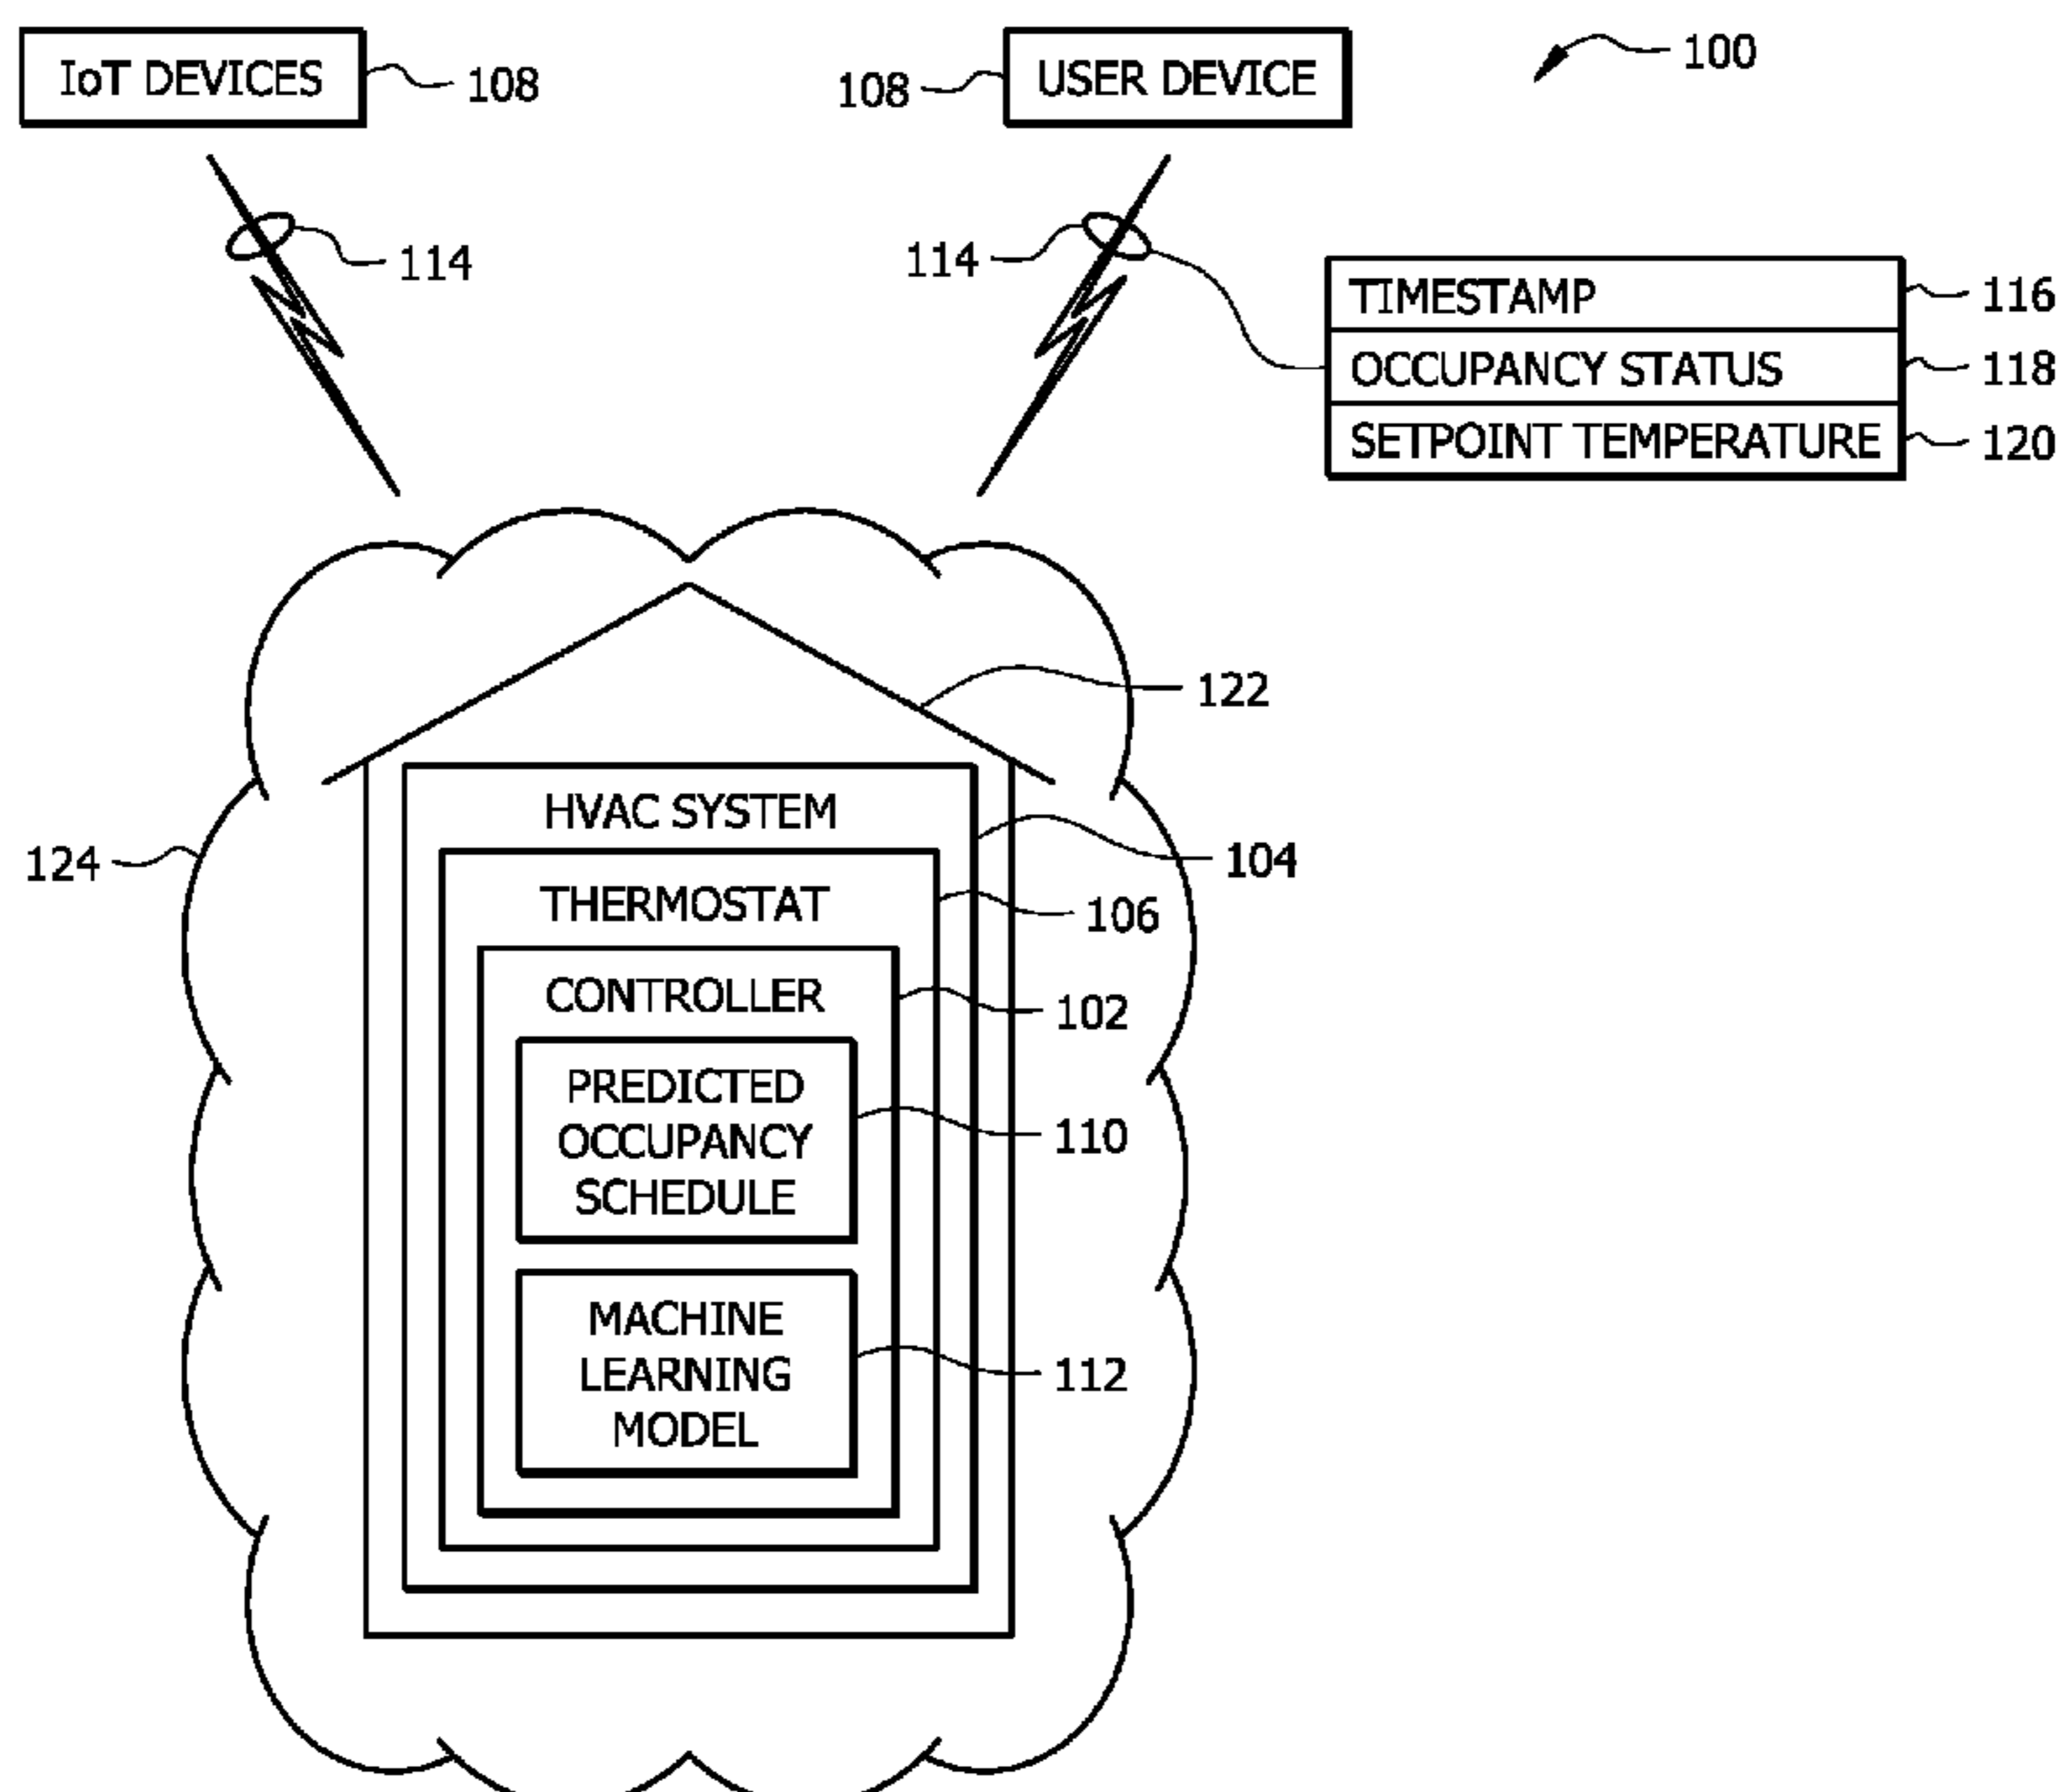 IoT DEVICES
108
108
USER DEVICE
100
114
114
TIMESTAMP
116
OCCUPANCY STATUS
118
SETPOINT TEMPERATURE
120
122
HVAC SYSTEM
124
104
THERMOSTAT
106
CONTROLLER
102
PREDICTED
OCCUPANCY
SCHEDULE
110
MACHINE
LEARNING
MODEL
112